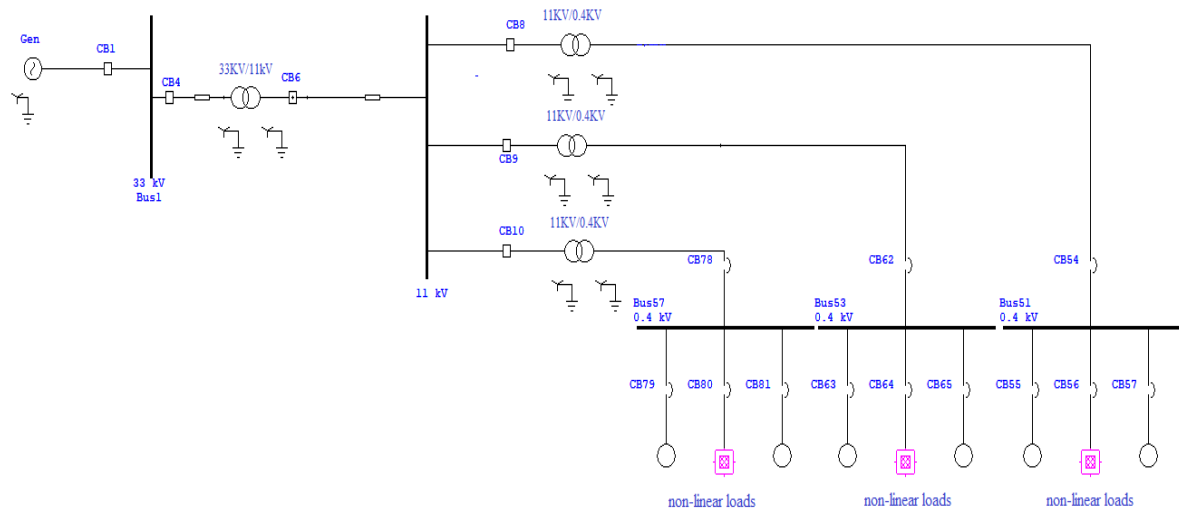 11KV/0.4KV
CB8
Gen
CB1
33KV/11kV
CB4
CB6
11KV/0.4KV
CB9
33 kV
Bus1
11KV/0.4KV
CB10
11 kV
CB78
CB62
CB54
Bus57
0.4 kV
Bus53
0.4 kV
Bus51
0.4 kV
CB79
CB80
CB81
CB63
CB64
CB65
CB55
CB56
CB57
non-linear loads
non-linear loads
non-linear loads